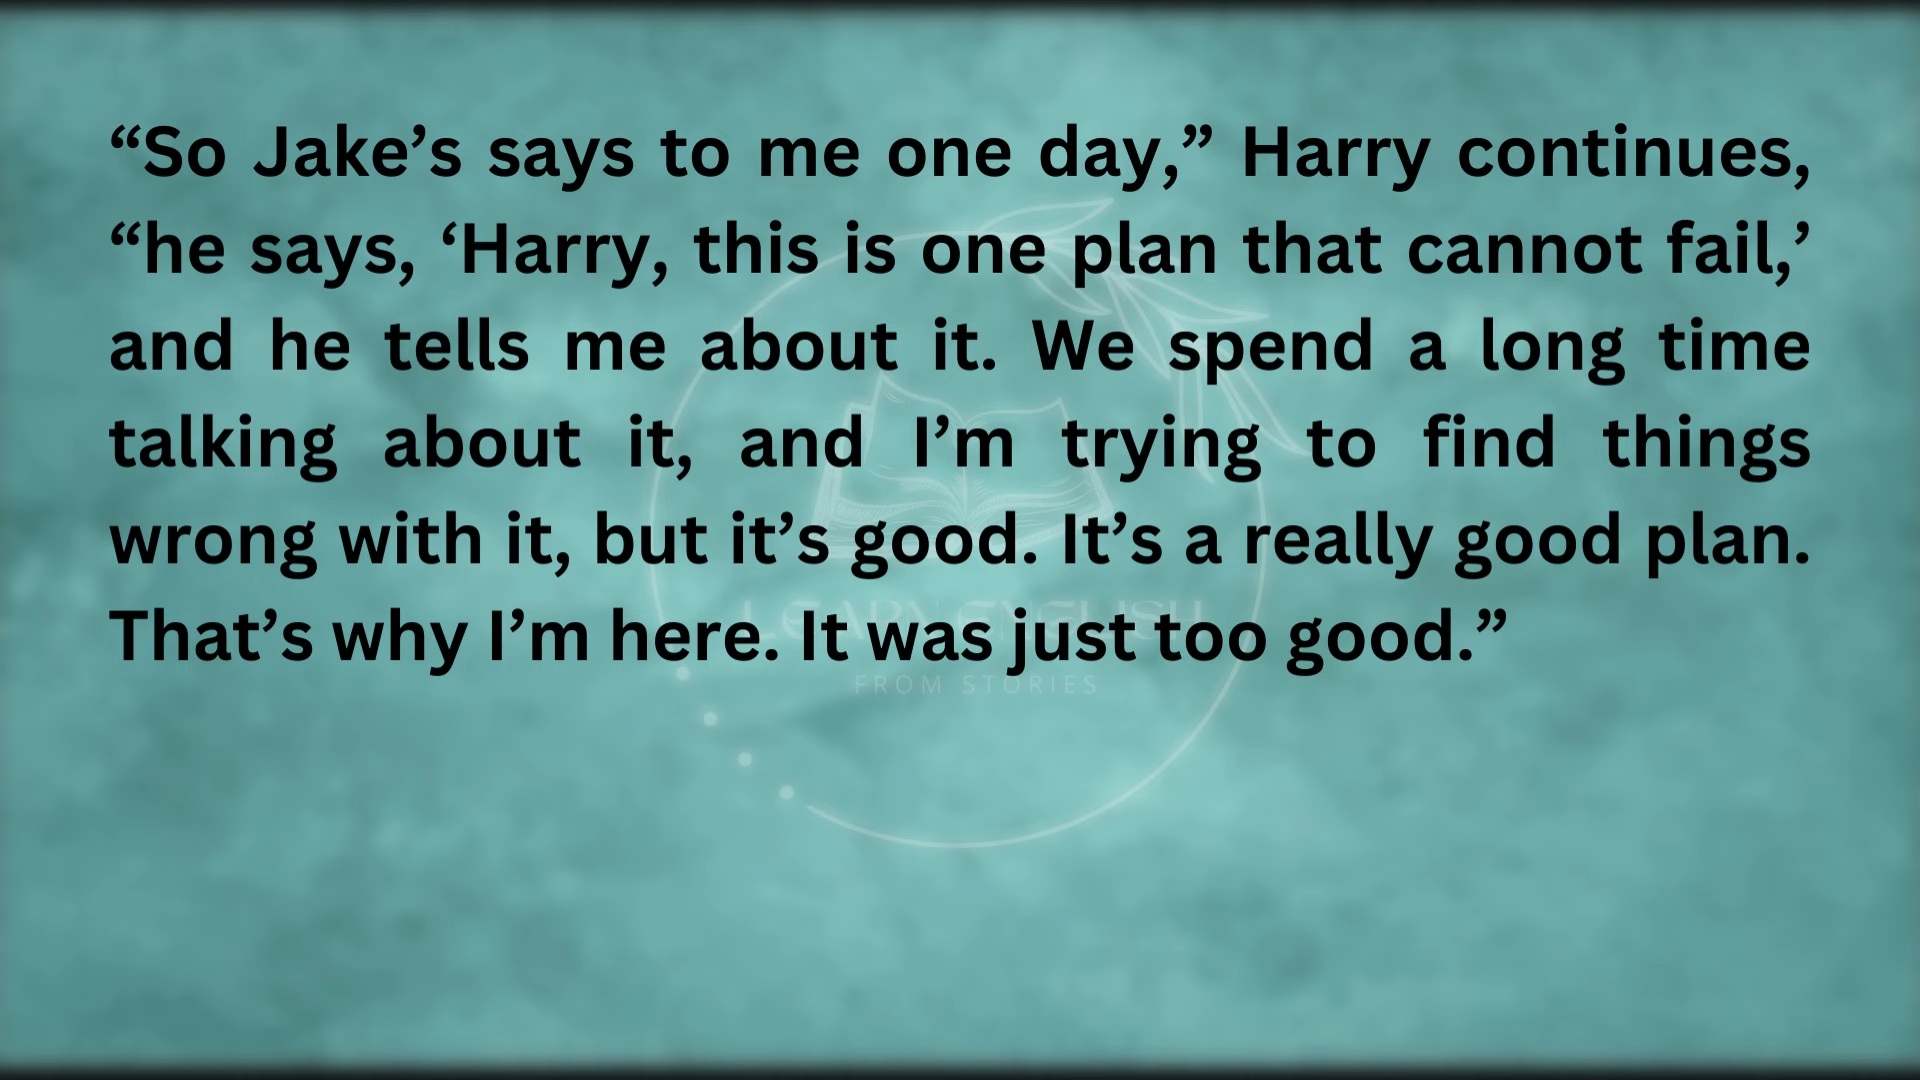 “So Jake’s says to me one day,” Harry continues,
“he says, ‘Harry, this is one plan that cannot fail,’
and he tells me about it. We spend a long time
talking about it, and I’m trying to find things
wrong with it, but it’s good. It’s a really good plan.
That’s why I’m here. It was just too good.”
LEARN ENGLISH
FROM STORIES